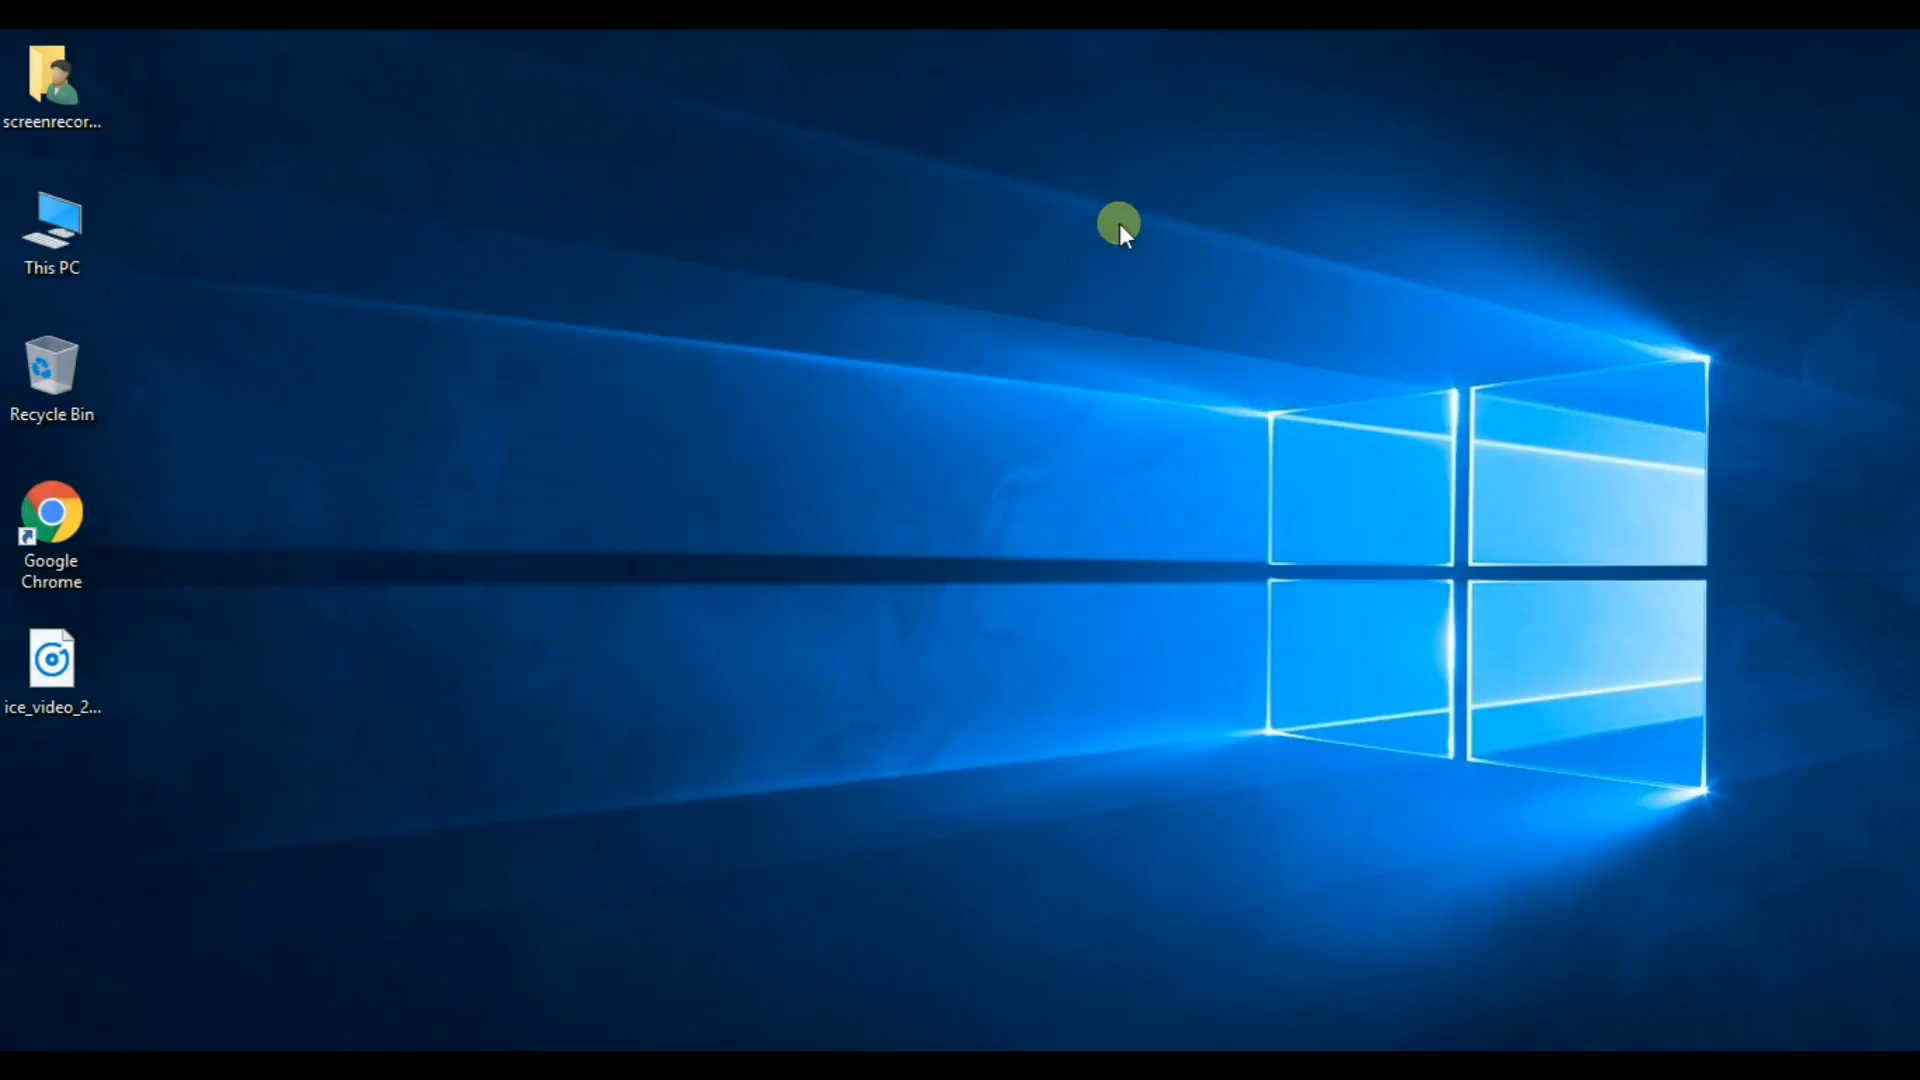 screenrecor...
This PC
Recycle Bin
Google
Chrome
ice_video_2...